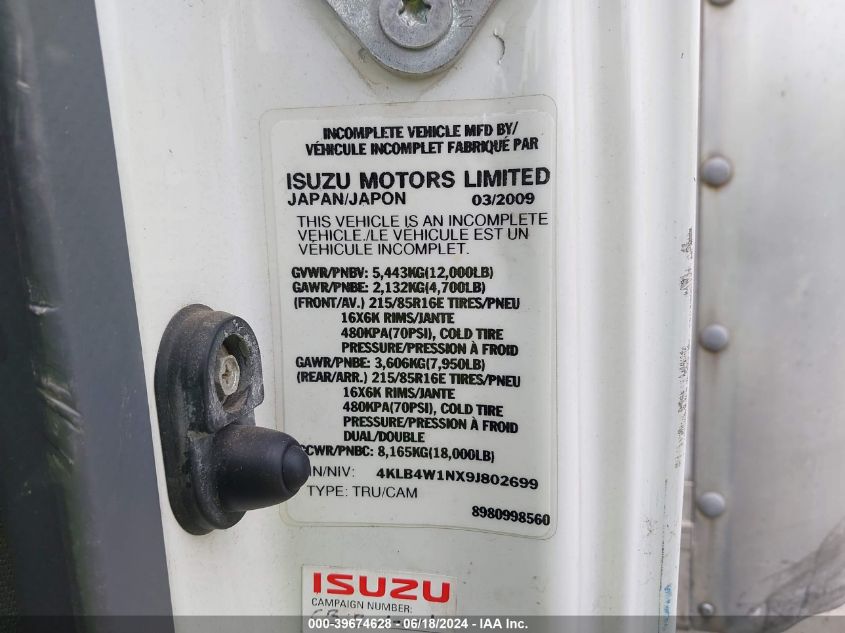 INCOMPLETE VEHICLE MFD BY/
VÉHICULE INCOMPLET FABRIQUÉ PAR
ISUZU MOTORS LIMITED
JAPAN/JAPON 03/2009
THIS VEHICLE IS AN INCOMPLETE
VEHICLE./LE VÉHICULE EST UN
VÉHICULE INCOMPLET.
GVWR/PNBV: 5,443KG(12,000LB)
GAWR/PNBE: 2,132KG(4,700LB)
(FRONT/AV.) 215/85R16E TIRES/PNEU
16X6K RIMS/JANTE
480KPA(70PSI), COLD TIRE
PRESSURE/PRESSION À FROID
GAWR/PNBE: 3,606KG(7,950LB)
(REAR/ARR.) 215/85R16E TIRES/PNEU
16X6K RIMS/JANTE
480KPA(70PSI), COLD TIRE
PRESSURE/PRESSION À FROID
DUAL/DOUBLE
CWR/PNBC: 8,165KG(18,000LB)
IN/NIV: 4KLB4W1NX9J802699
TYPE: TRU/CAM
8980998560
ISUZU
CAMPAIGN NUMBER:
000-39674628 - 06/18/2024 - IAA Inc.